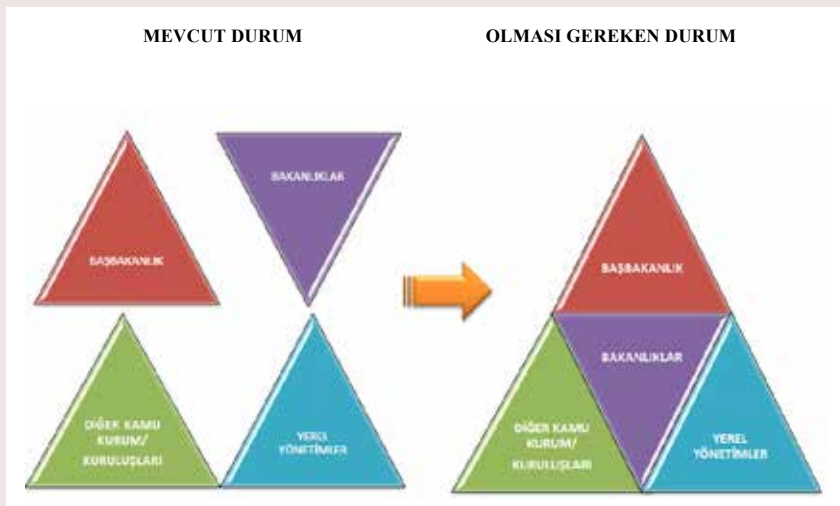 MEVCUT DURUM
OLMASI GEREKEN DURUM
BAŞBAKANLIK
BAKANLIKLAR
DİĞER KAMU
KURUM/
KURULUŞLARI
YEREL
YÖNETİMLER
BAŞBAKANLIK
BAKANLIKLAR
DİĞER KAMU
KURUM/
KURULUŞLARI
YEREL
YÖNETİMLER